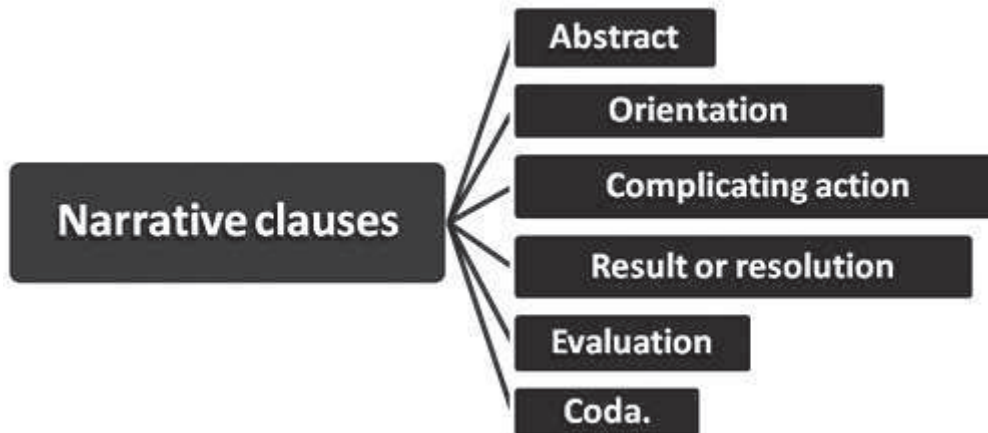 Narrative clauses
Abstract
Orientation
Complicating action
Result or resolution
Evaluation
Coda.